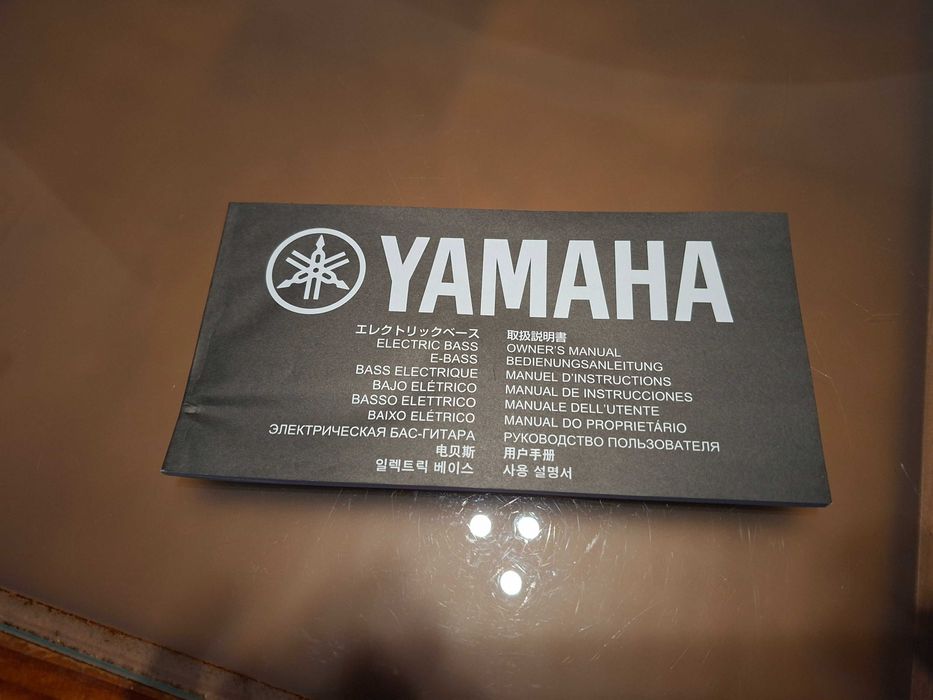 YAMAHA
エレクトリックベース 取扱説明書
ELECTRIC BASS OWNER'S MANUAL
E-BASS BEDIENUNGSANLEITUNG
BASS ELECTRIQUE MANUEL D'INSTRUCTIONS
BAJO ELÉTRICO MANUAL DE INSTRUCCIONES
BASSO ELETTRICO MANUALE DELL'UTENTE
BAIXO ELÉTRICO MANUAL DO PROPRIETÁRIO
ЭЛЕКТРИЧЕСКАЯ БАС-ГИТАРА РУКОВОДСТВО ПОЛЬЗОВАТЕЛЯ
电贝斯 用户手册
일렉트릭 베이스 사용 설명서